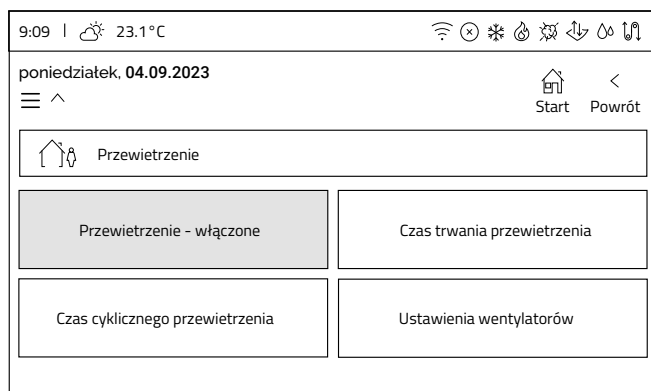 9:09 | 23.1°C
poniedziałek, 04.09.2023
Start Powrót
Przewietrzenie
Przewietrzenie - włączone Czas trwania przewietrzenia
Czas cyklicznego przewietrzenia Ustawienia wentylatorów